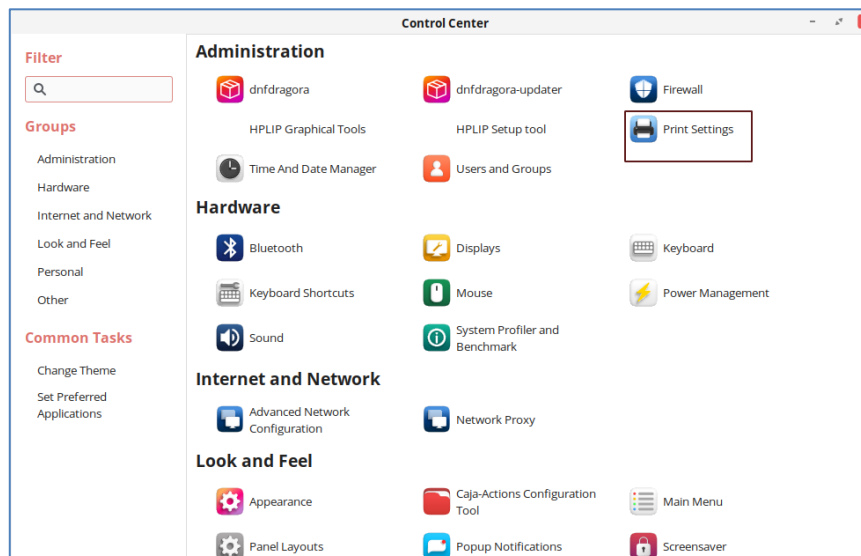 Control Center
Filter
Groups
Administration
Hardware
Internet and Network
Look and Feel
Personal
Other
Common Tasks
Change Theme
Set Preferred
Applications
Administration
dnfdragora
dnfdragora-updater
Firewall
HPLIP Graphical Tools
HPLIP Setup tool
Print Settings
Time And Date Manager
Users and Groups
Hardware
Bluetooth
Displays
Keyboard
Keyboard Shortcuts
Mouse
Power Management
Sound
System Profiler and
Benchmark
Internet and Network
Advanced Network
Configuration
Network Proxy
Look and Feel
Appearance
Caja-Actions Configuration
Tool
Main Menu
Panel Layouts
Popup Notifications
Screensaver